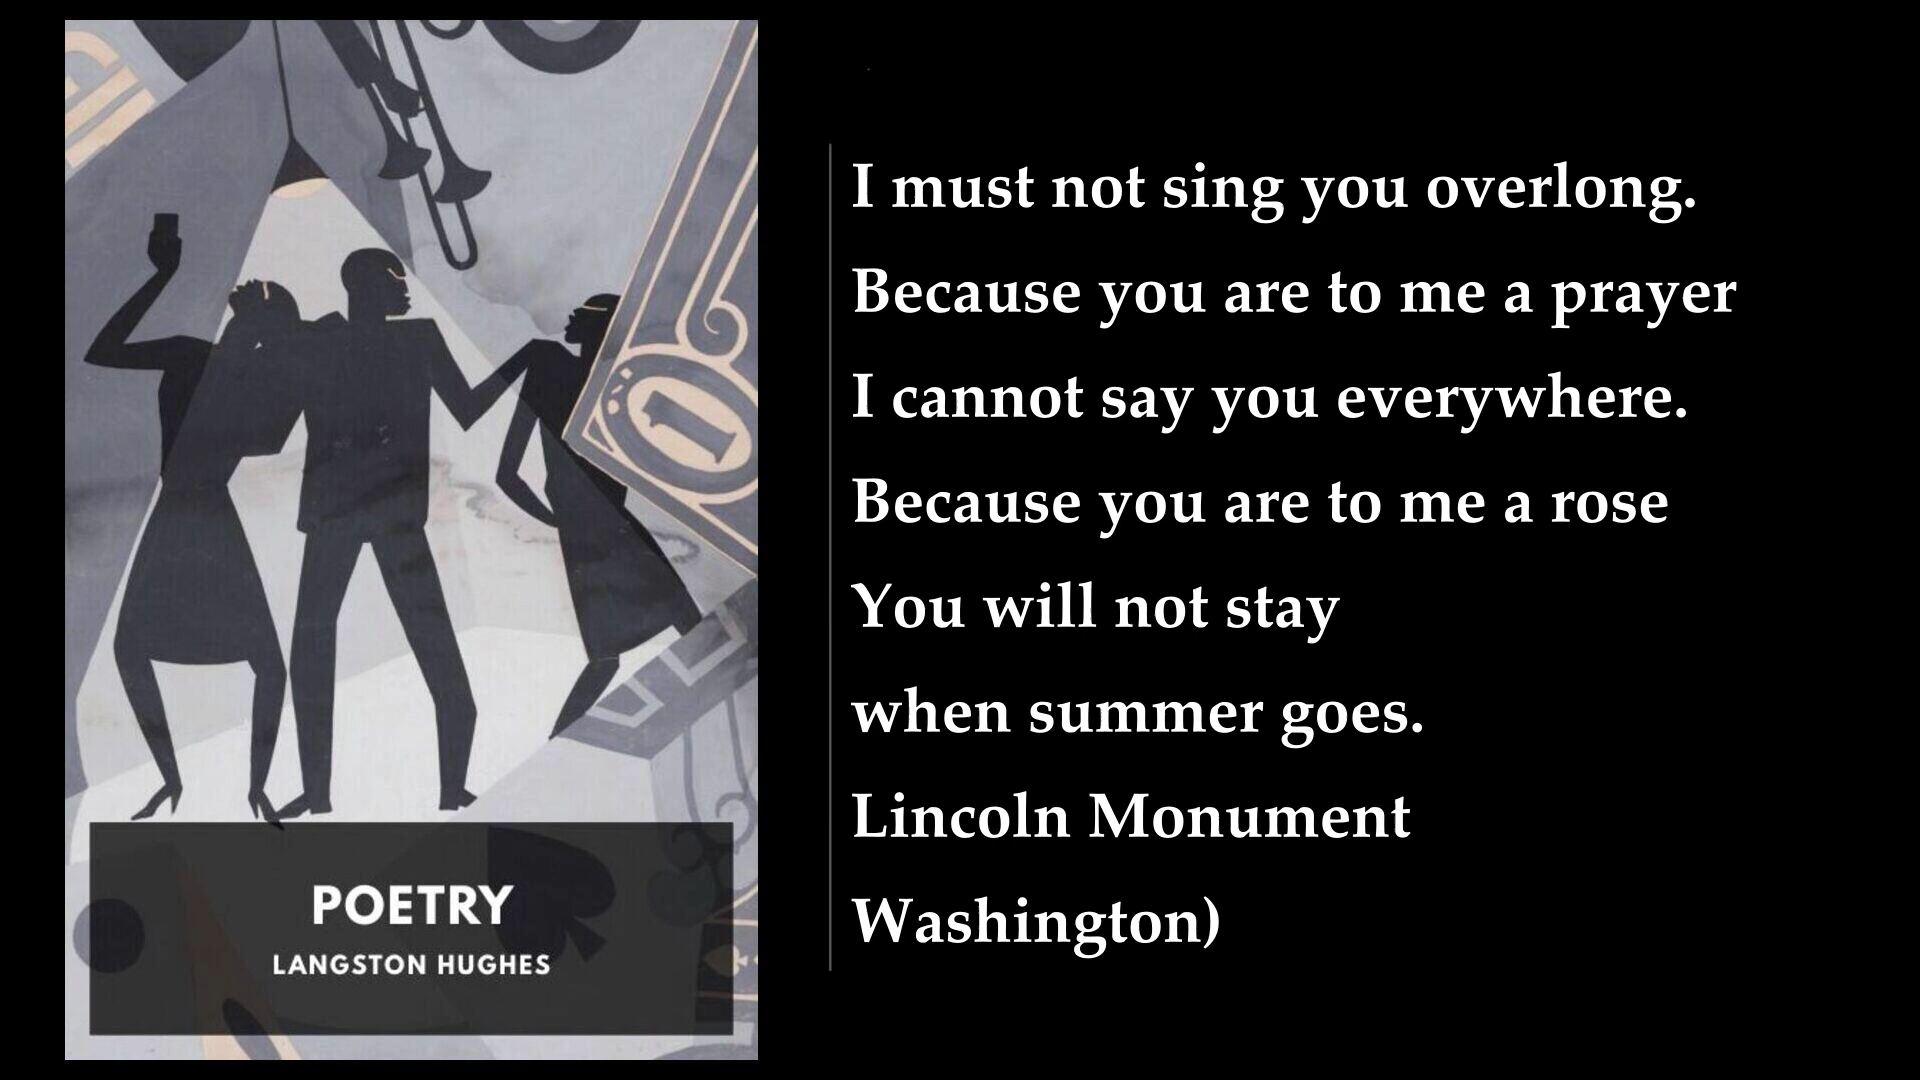 I must not sing you overlong.
Because you are to me a prayer
I cannot say you everywhere.
Because you are to me a rose
You will not stay
when summer goes.
Lincoln Monument
Washington)
POETRY
LANGSTON HUGHES
1